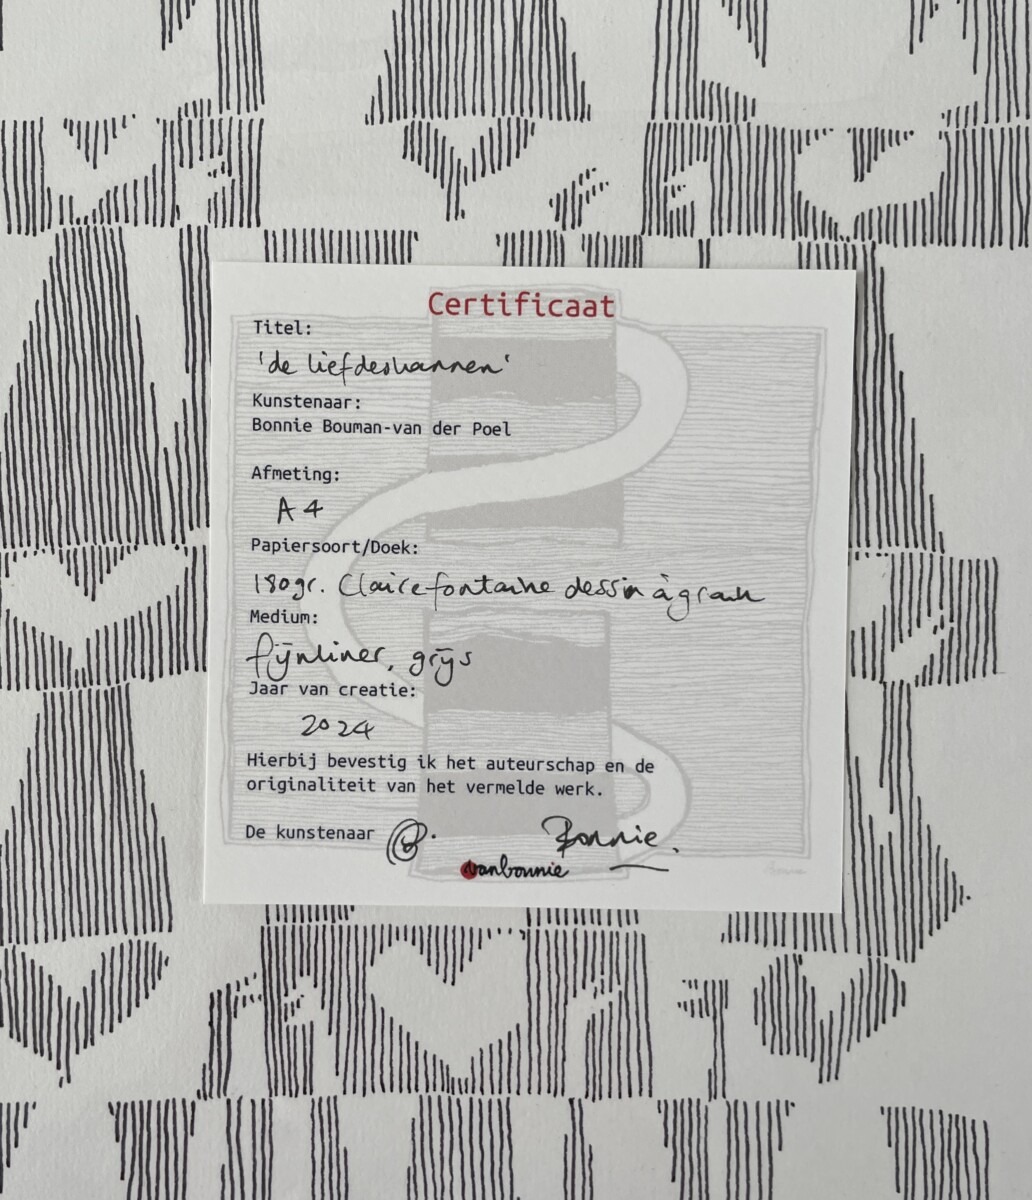 Certificaat
Titel:
'de liefdeshannen'
Kunstenaar:
Bonnie Bouman-van der Poel
Afmeting:
A4
Papiersoort/Doek:
180gr. Clairefontaine dessin à grain
Medium:
fijnliner, grijs
Jaar van creatie:
2024
Hierbij bevestig ik het auteurschap en de
originaliteit van het vermelde werk.
De kunstenaar B. Bonnie.
vanbonnie